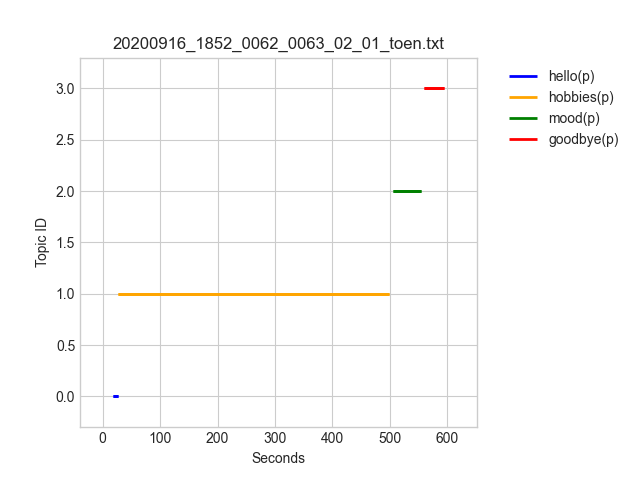 20200916_1852_0062_0063_02_01_toen.txt
hello(p)
hobbies(p)
mood(p)
goodbye(p)
Topic ID
3.0
2.5
2.0
1.5
1.0
0.5
0.0
0 100 200 300 400 500 600
Seconds